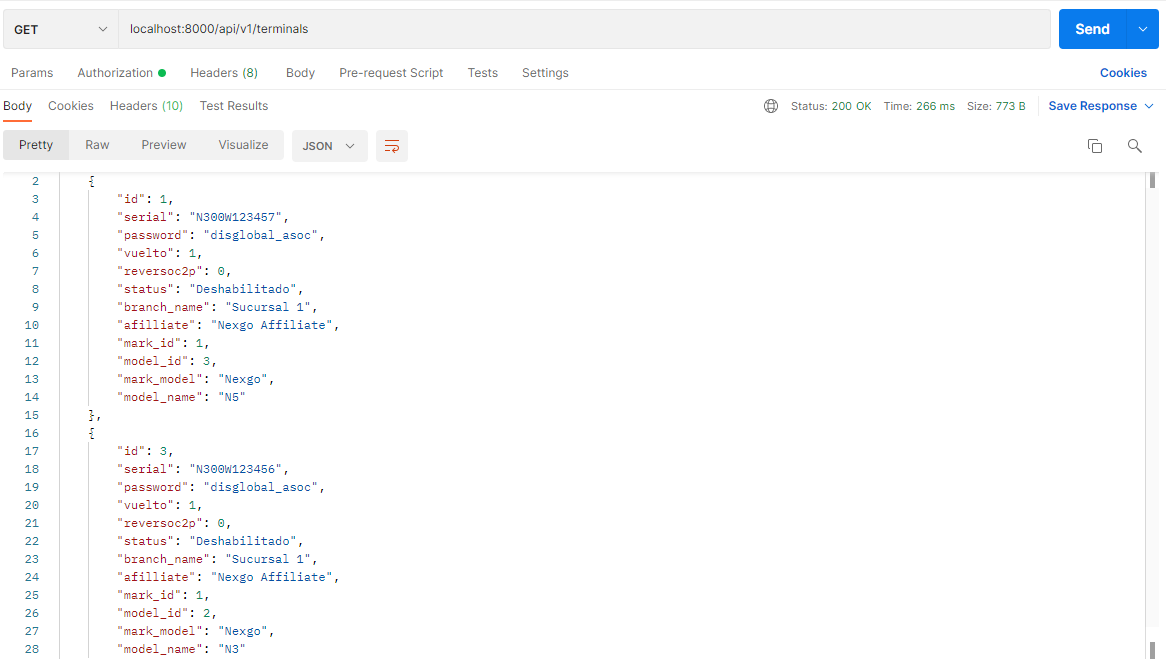 GET localhost:8000/api/v1/terminals Send
Params Authorization Headers (8) Body Pre-request Script Tests Settings Cookies
Body Cookies Headers (10) Test Results Status: 200 OK Time: 266 ms Size: 773 B Save Response
Pretty Raw Preview Visualize JSON
2 {
3 "id": 1,
4 "serial": "N300W123457",
5 "password": "disglobal_asoc",
6 "vuelto": 1,
7 "reversoc2p": 0,
8 "status": "Deshabilitado",
9 "branch_name": "Sucursal 1",
10 "afilliate": "Nexgo Affiliate",
11 "mark_id": 1,
12 "model_id": 3,
13 "mark_model": "Nexgo",
14 "model_name": "N5"
15 },
16 {
17 "id": 3,
18 "serial": "N300W123456",
19 "password": "disglobal_asoc",
20 "vuelto": 1,
21 "reversoc2p": 0,
22 "status": "Deshabilitado",
23 "branch_name": "Sucursal 1",
24 "afilliate": "Nexgo Affiliate",
25 "mark_id": 1,
26 "model_id": 2,
27 "mark_model": "Nexgo",
28 "model_name": "N3"